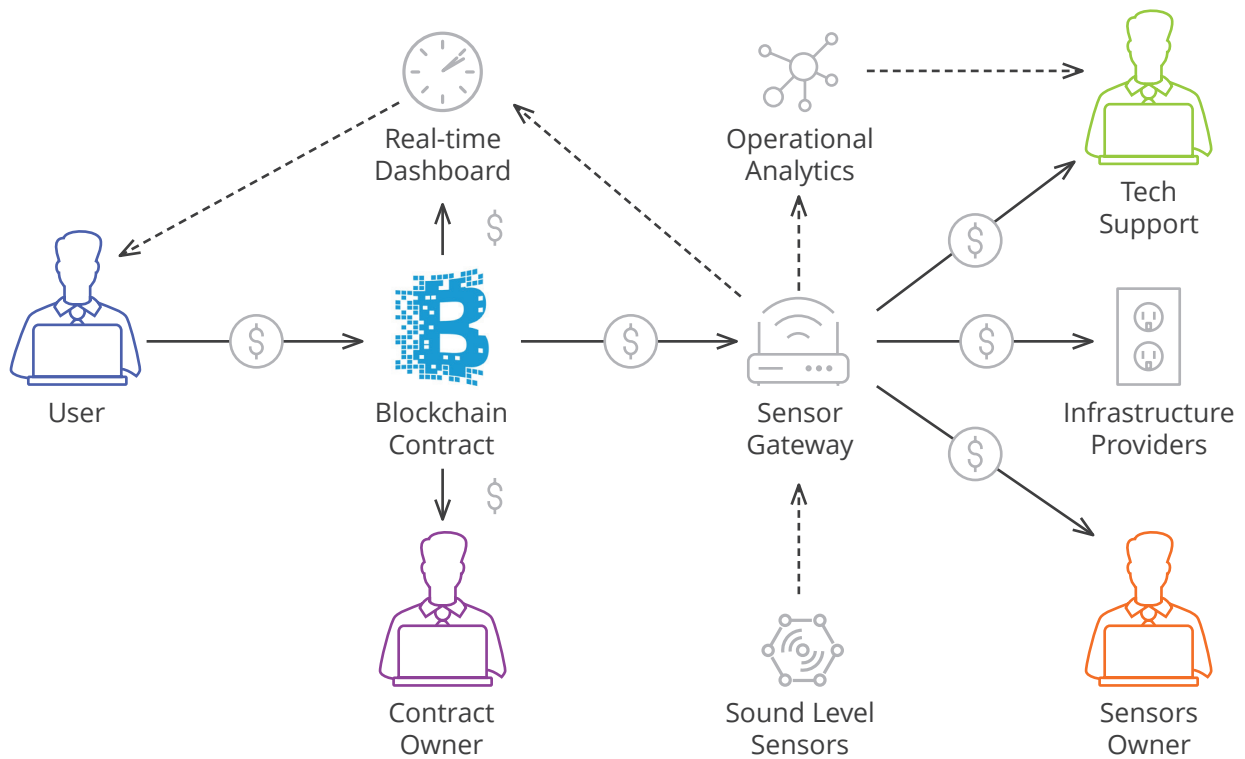 Real-time
Dashboard
$
Operational
Analytics
Tech
Support
$
User
$
Blockchain
Contract
$
$
Sensor
Gateway
$
Infrastructure
Providers
$
$
Contract
Owner
Sound Level
Sensors
Sensors
Owner